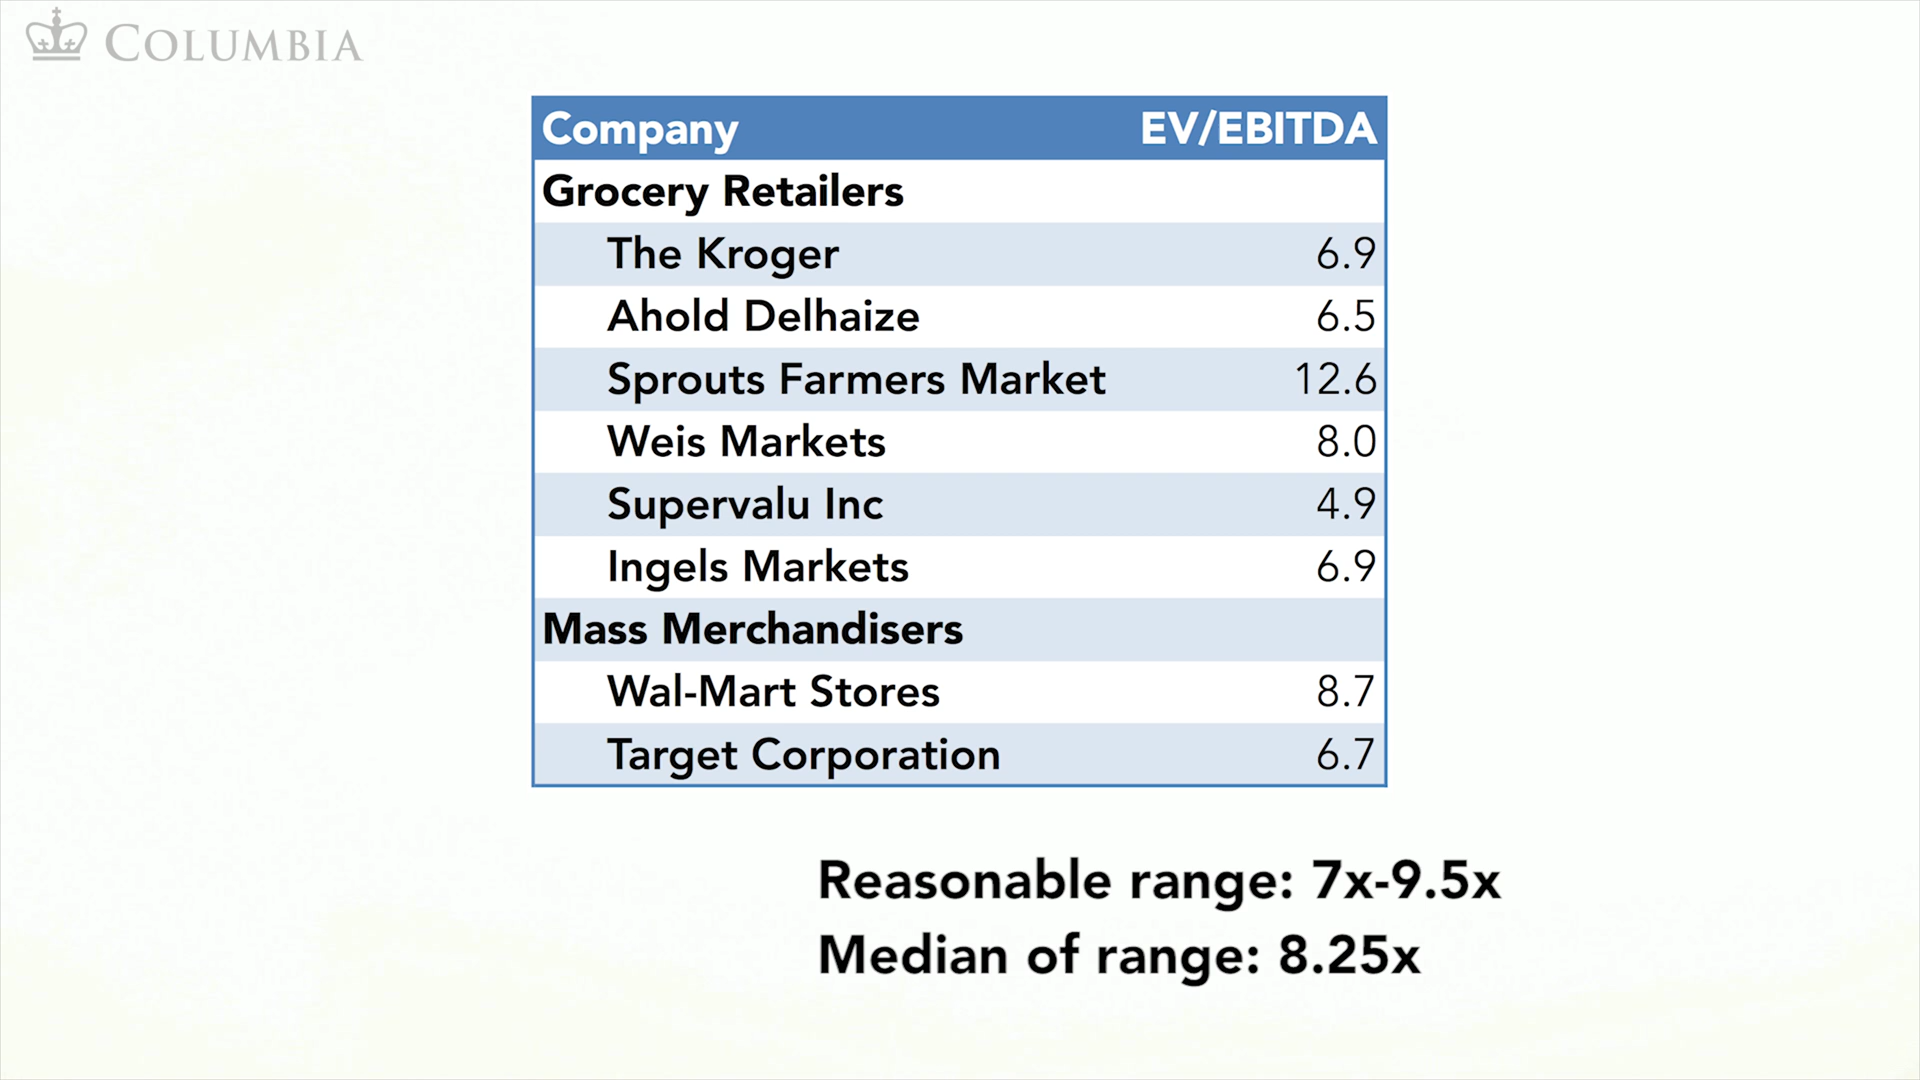 COLUMBIA
Company EV/EBITDA
Grocery Retailers
The Kroger 6.9
Ahold Delhaize 6.5
Sprouts Farmers Market 12.6
Weis Markets 8.0
Supervalu Inc 4.9
Ingels Markets 6.9
Mass Merchandisers
Wal-Mart Stores 8.7
Target Corporation 6.7
Reasonable range: 7x-9.5x
Median of range: 8.25x